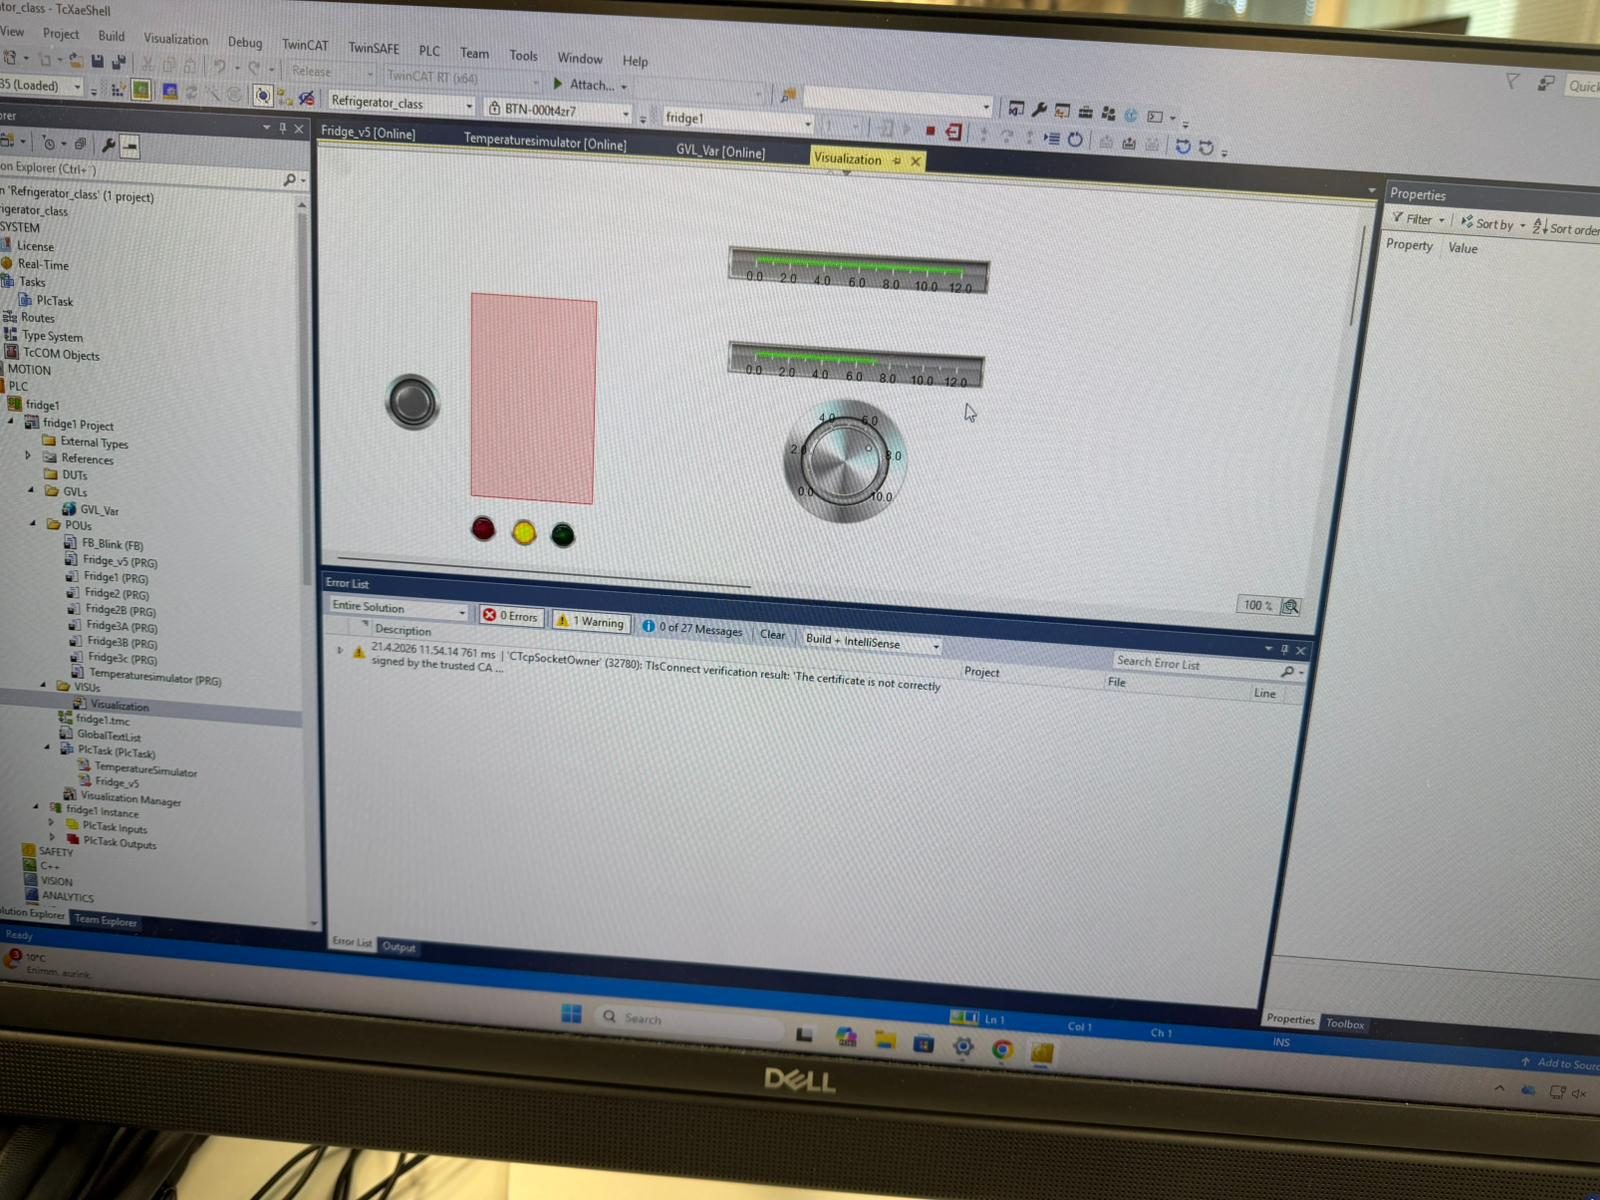 tor_class - TcXaeShell
View Project Build Visualization Debug TwinCAT TwinSAFE PLC Team Tools Window Help
Release TwinCAT RT (x64) Attach...
35 (Loaded) Refrigerator_class BTN-000t4zr7 fridge1
Quick
Fridge_v5 [Online] Temperaturesimulator [Online] GVL_Var [Online] Visualization
on Explorer (Ctrl+¨)
n 'Refrigerator_class' (1 project)
rigerator_class
SYSTEM
License
Real-Time
Tasks
PlcTask
Routes
Type System
TcCOM Objects
MOTION
PLC
fridge1
fridge1 Project
External Types
References
DUTs
GVLs
GVL_Var
POUs
FB_Blink (FB)
Fridge_v5 (PRG)
Fridge1 (PRG)
Fridge2 (PRG)
Fridge2B (PRG)
Fridge3A (PRG)
Fridge3B (PRG)
Fridge3c (PRG)
Temperaturesimulator (PRG)
VISUs
Visualization
fridge1.tmc
GlobalTextList
PlcTask (PlcTask)
TemperatureSimulator
Fridge_v5
Visualization Manager
fridge1 Instance
PlcTask Inputs
PlcTask Outputs
SAFETY
C++
VISION
ANALYTICS
olution Explorer Team Explorer
0.0 2.0 4.0 6.0 8.0 10.0 12.0
0.0 2.0 4.0 6.0 8.0 10.0 12.0
0.0 2.0 4.0 6.0 8.0 10.0
100 %
Properties
Filter Sort by Sort order
Property Value
Error List
Entire Solution 0 Errors 1 Warning 0 of 27 Messages Clear Build + IntelliSense
Search Error List
Description Project File Line
21.4.2026 11.54.14 761 ms | 'CTcpSocketOwner' (32780): TlsConnect verification result: 'The certificate is not correctly
signed by the trusted CA ...
Error List Output
Properties Toolbox
Ready Ln 1 Col 1 Ch 1 INS
Add to Sourc
3
10°C
Enimm. aurink.
Search
DELL